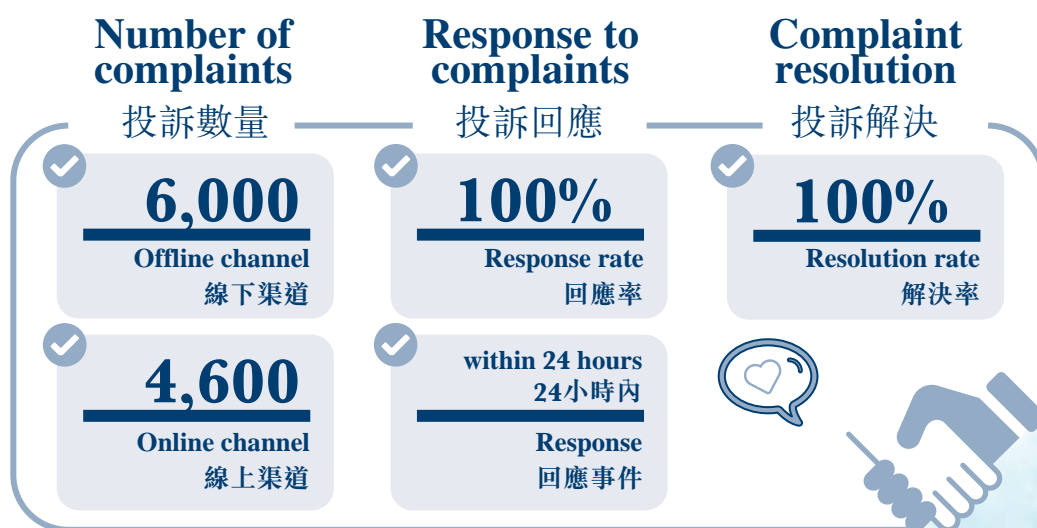 Number of
complaints
投訴數量
Response to
complaints
投訴回應
Complaint
resolution
投訴解決
6,000
Offline channel
線下渠道
100%
Response rate
回應率
100%
Resolution rate
解決率
4,600
Online channel
線上渠道
within 24 hours
24小時內
Response
回應事件